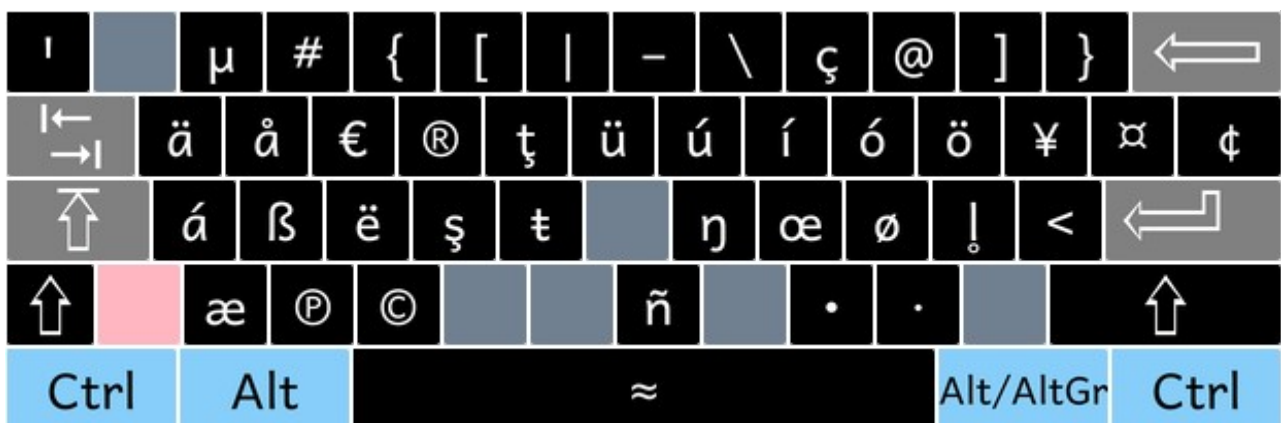 ' µ # { [ | – \ ç @ ] }
ä å € ® ţ ü ú í ó ö ¥ ¤ ¢
á ß ë ş ŧ ŋ œ ø l̥ <
æ ℗ © ñ • ·
Ctrl Alt ≈ Alt/AltGr Ctrl